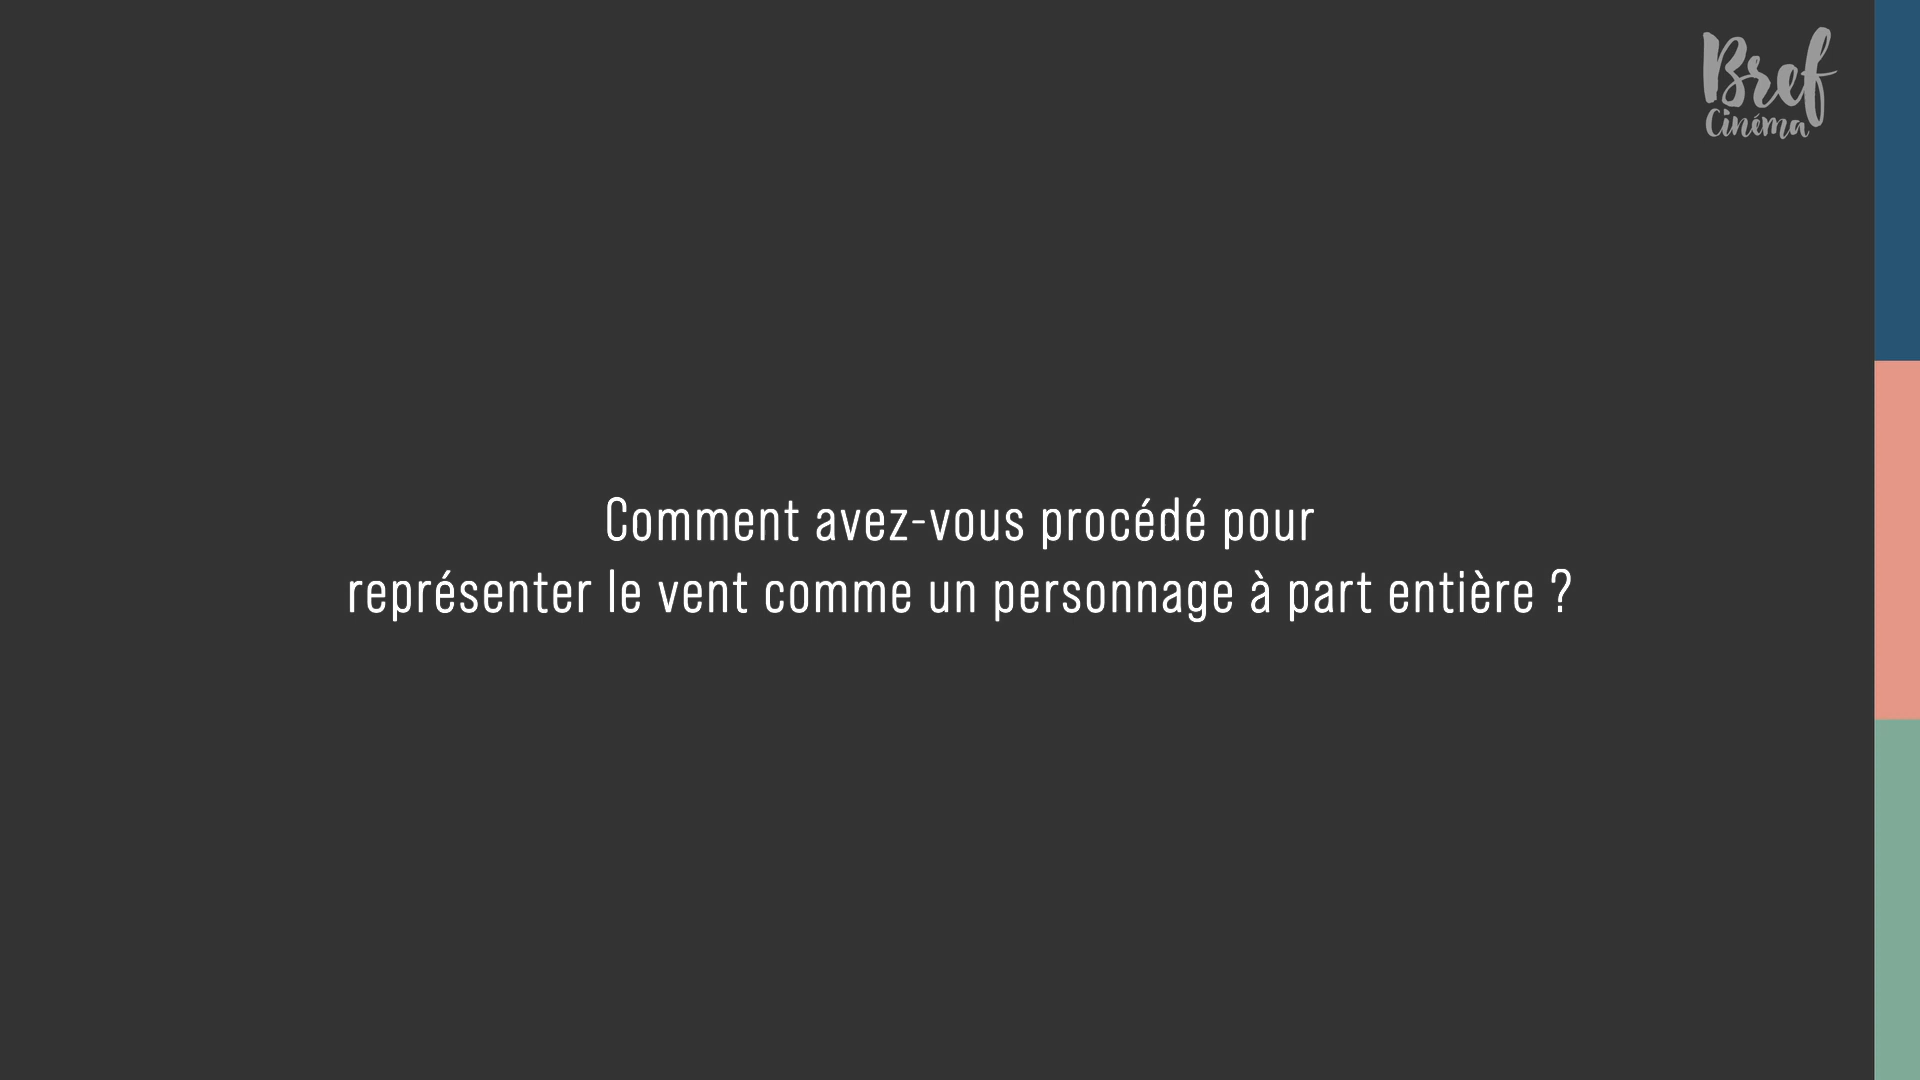 Bref
Cinéma
Comment avez-vous procédé pour
représenter le vent comme un personnage à part entière ?